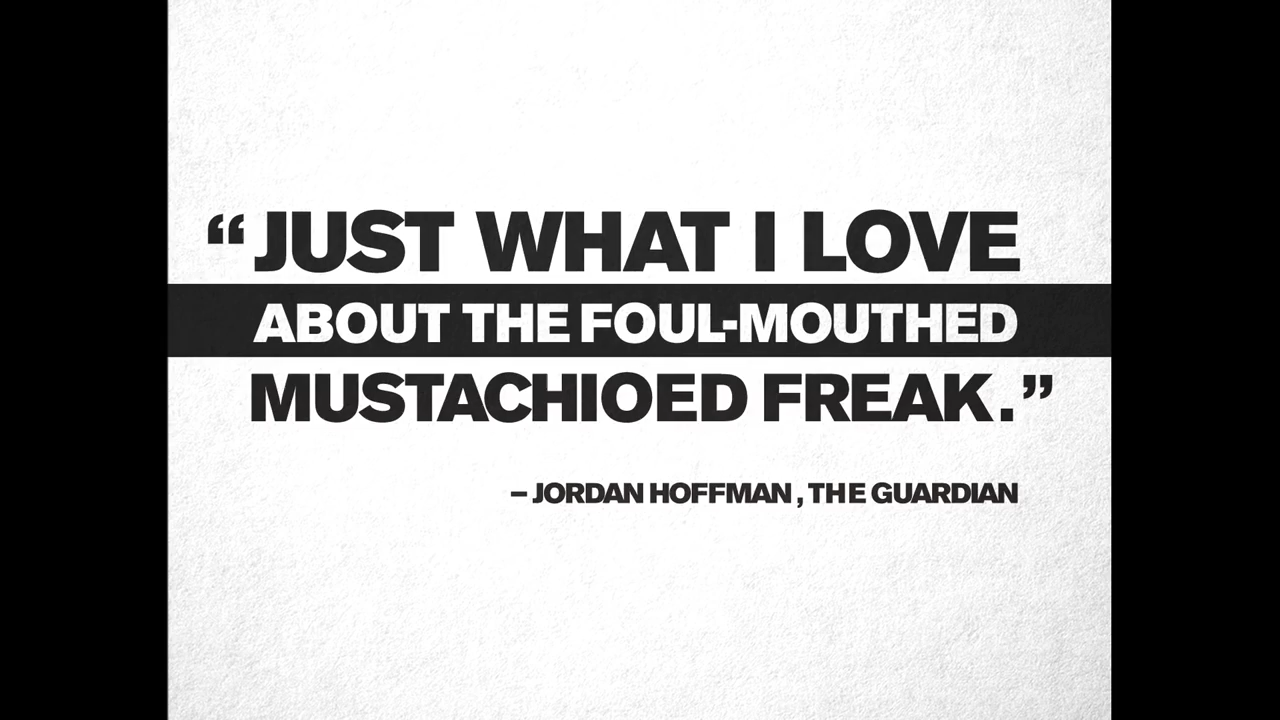 “JUST WHAT I LOVE
ABOUT THE FOUL-MOUTHED
MUSTACHIOED FREAK.”
– JORDAN HOFFMAN, THE GUARDIAN